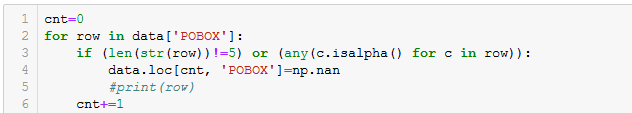 1 cnt=0
2 for row in data['POBOX']:
3     if (len(str(row))!=5) or (any(c.isalpha() for c in row)):
4         data.loc[cnt, 'POBOX']=np.nan
5         #print(row)
6     cnt+=1